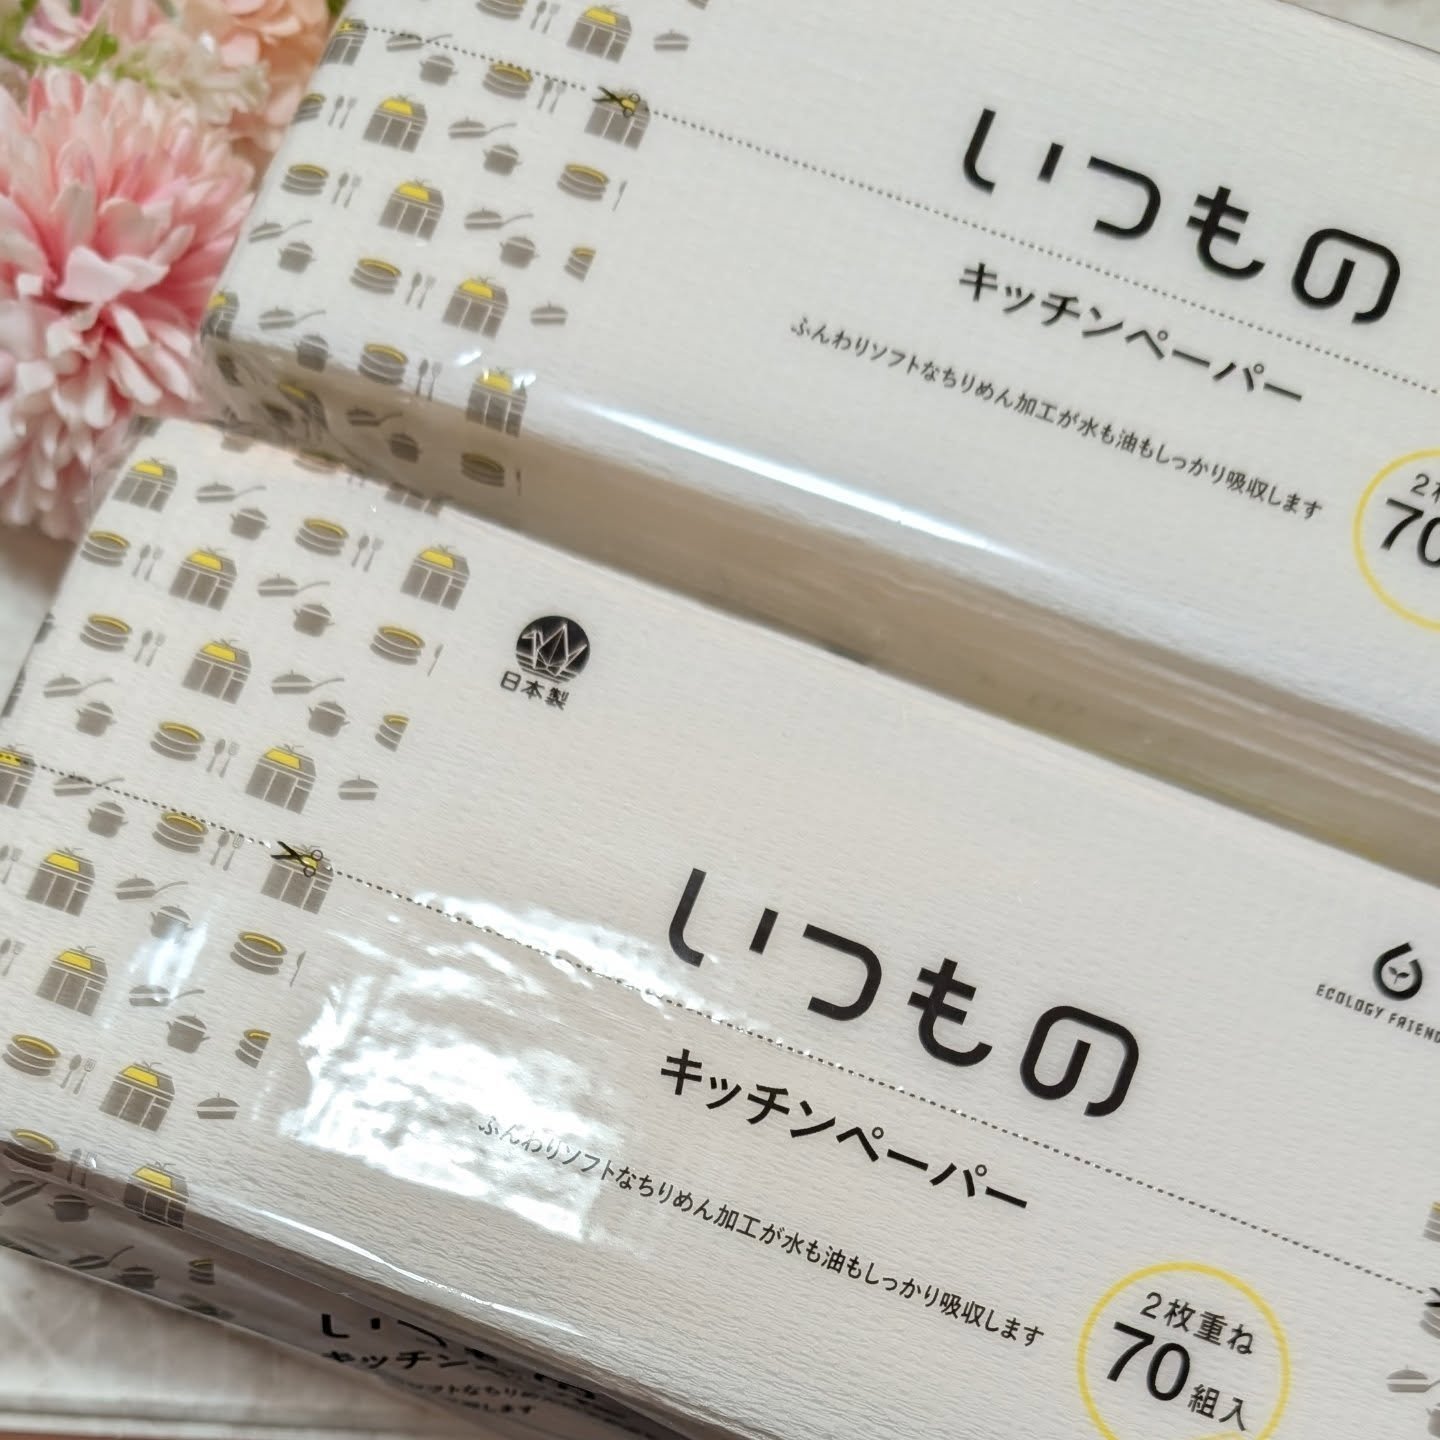 いつもの
キッチンペーパー
ふんわりソフトなちりめん加工が水も油もしっかり吸収します
70
日本製
いつもの
ECOLOGY
キッチンペーパー
ふんわりソフトなちりめん加工が水も油もしっかり吸収します
2枚重ね
70組入